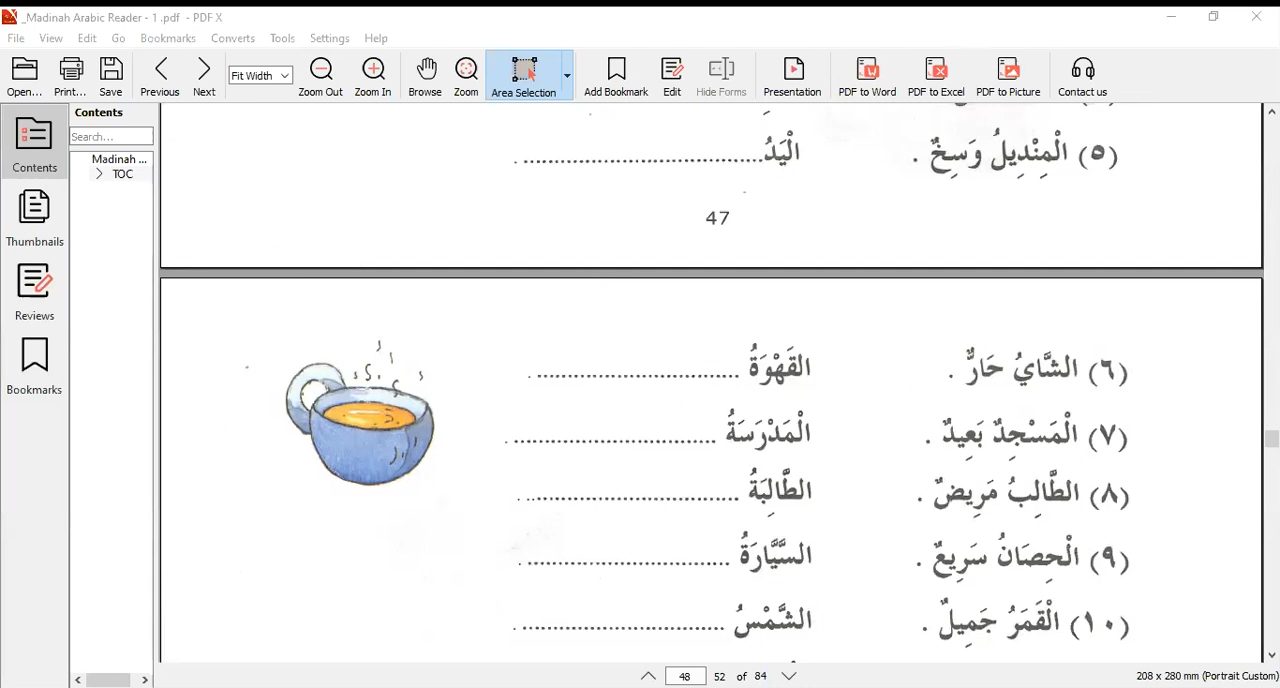 _Madinah Arabic Reader - 1 .pdf - PDF X
File View Edit Go Bookmarks Converts Tools Settings Help
Open... Print... Save Previous Next Fit Width Zoom Out Zoom In Browse Zoom Area Selection Add Bookmark Edit Hide Forms Presentation PDF to Word PDF to Excel PDF to Picture Contact us
Contents
Search...
Madinah ...
TOC
Contents
Thumbnails
Reviews
Bookmarks
(٥) الْمِنْدِيلُ وَسِخٌ . الْيَدُ.......................................... .
47
(٦) الشَّايُ حَارٌّ . القَهْوَةُ ................................... .
(٧) الْمَسْجِدُ بَعِيدٌ . الْمَدْرَسَةُ ................................... .
(٨) الطَّالِبُ مَرِيضٌ . الطَّالِبَةُ ................................... .
(٩) الْحِصَانُ سَرِيعٌ . السَّيَّارَةُ ................................... .
(١٠) الْقَمَرُ جَمِيلٌ . الشَّمْسُ ................................... .
48 52 of 84 208 x 280 mm (Portrait Custom)